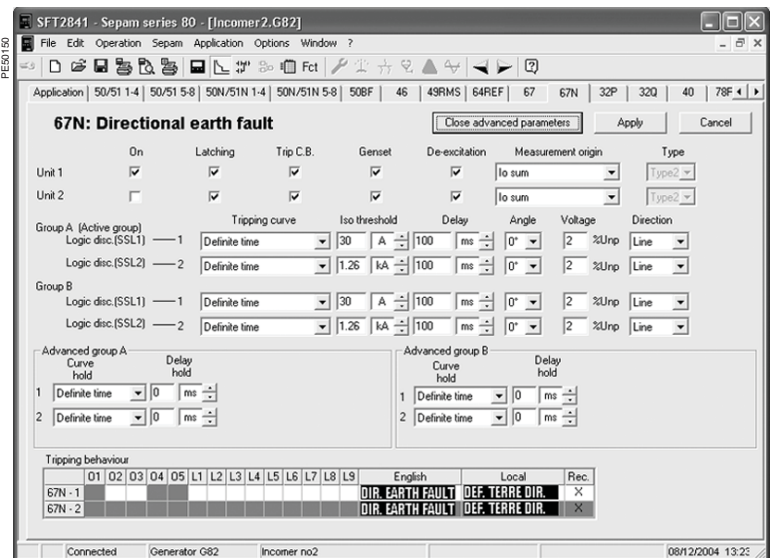 PE50150
SFT2841 - Sepam series 80 - [Incomer2.G82]
File Edit Operation Sepam Application Options Window ?
Fct
Application 50/51 1-4 50/51 5-8 50N/51N 1-4 50N/51N 5-8 50BF 46 49RMS 64REF 67 67N 32P 32Q 40 78F
67N: Directional earth fault
Close advanced parameters Apply Cancel
On Latching Trip C.B. Genset De-excitation Measurement origin Type
Unit 1 Io sum Type2
Unit 2 Io sum Type2
Group A (Active group) Tripping curve Iso threshold Delay Angle Voltage Direction
Logic disc.(SSL1) 1 Definite time 30 A 100 ms 0° 2 %Unp Line
Logic disc.(SSL2) 2 Definite time 1.26 kA 100 ms 0° 2 %Unp Line
Group B
Logic disc.(SSL1) 1 Definite time 30 A 100 ms 0° 2 %Unp Line
Logic disc.(SSL2) 2 Definite time 1.26 kA 100 ms 0° 2 %Unp Line
Advanced group A
Curve hold Delay hold
1 Definite time 0 ms
2 Definite time 0 ms
Advanced group B
Curve hold Delay hold
1 Definite time 0 ms
2 Definite time 0 ms
Tripping behaviour
O1 O2 O3 O4 O5 L1 L2 L3 L4 L5 L6 L7 L8 L9 English Local Rec.
67N - 1 DIR. EARTH FAULT DEF. TERRE DIR. X
67N - 2 DIR. EARTH FAULT DEF. TERRE DIR. X
Connected Generator G82 Incomer no2 08/12/2004 13:23